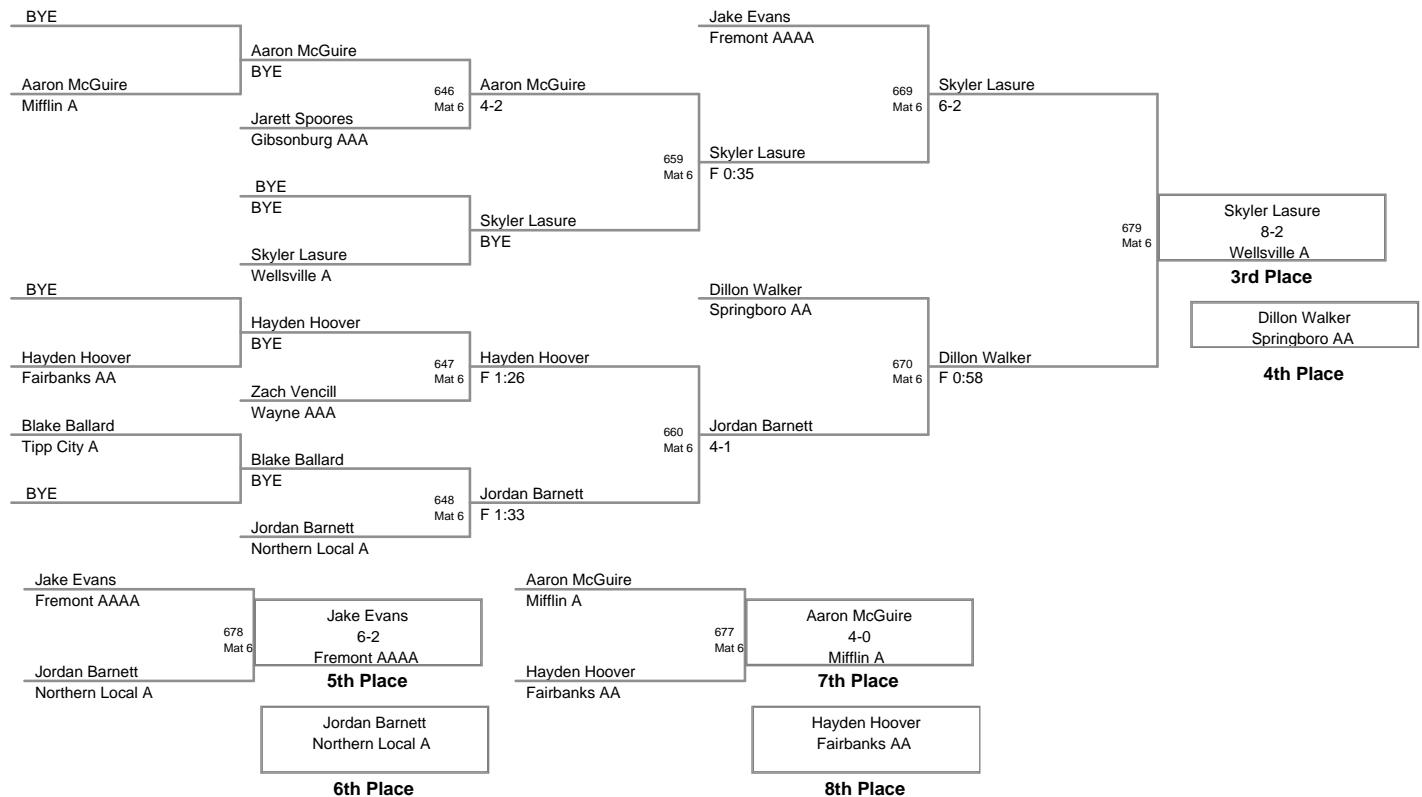 BYE
Aaron McGuire
Mifflin A
Aaron McGuire
BYE
Jarett Spoores
Gibsonburg AAA
646
Mat 6
Aaron McGuire
4-2
BYE
BYE
Skyler Lasure
Wellsville A
Skyler Lasure
BYE
659
Mat 6
Skyler Lasure
F 0:35
Jake Evans
Fremont AAAA
669
Mat 6
Skyler Lasure
6-2
BYE
Hayden Hoover
Fairbanks AA
Hayden Hoover
BYE
Zach Vencill
Wayne AAA
647
Mat 6
Hayden Hoover
F 1:26
Blake Ballard
Tipp City A
BYE
Blake Ballard
BYE
Jordan Barnett
Northern Local A
648
Mat 6
Jordan Barnett
F 1:33
660
Mat 6
Jordan Barnett
4-1
Dillon Walker
Springboro AA
670
Mat 6
Dillon Walker
F 0:58
679
Mat 6
Skyler Lasure
8-2
Wellsville A
3rd Place
Dillon Walker
Springboro AA
4th Place
Jake Evans
Fremont AAAA
Jordan Barnett
Northern Local A
678
Mat 6
Jake Evans
6-2
Fremont AAAA
5th Place
Jordan Barnett
Northern Local A
6th Place
Aaron McGuire
Mifflin A
Hayden Hoover
Fairbanks AA
677
Mat 6
Aaron McGuire
4-0
Mifflin A
7th Place
Hayden Hoover
Fairbanks AA
8th Place